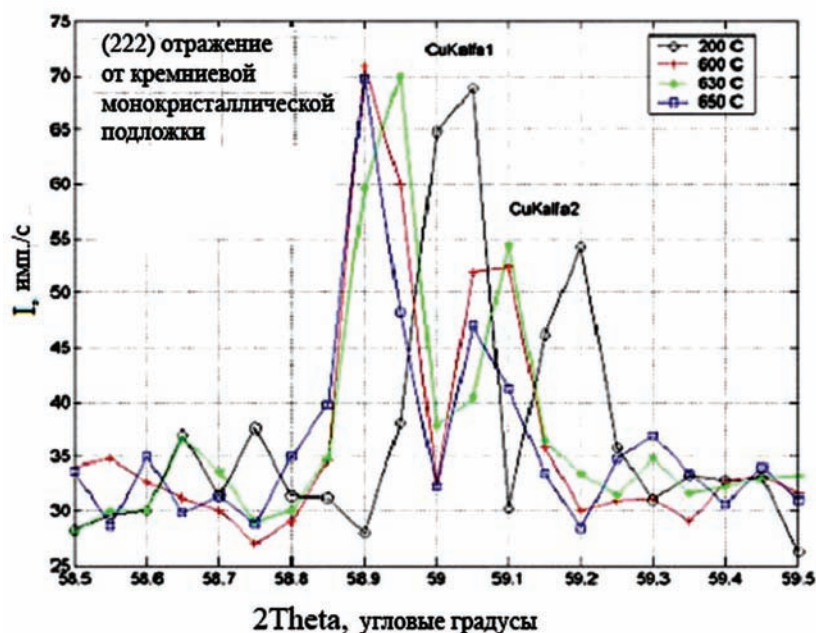 (222) отражение
от кремниевой
монокристаллической
подложки
CuKalfa1
CuKalfa2
200 C
600 C
630 C
650 C
I, имп./с
75
70
65
60
55
50
45
40
35
30
25
58.5 58.6 58.7 58.8 58.9 59 59.1 59.2 59.3 59.4 59.5
2Theta, угловые градусы